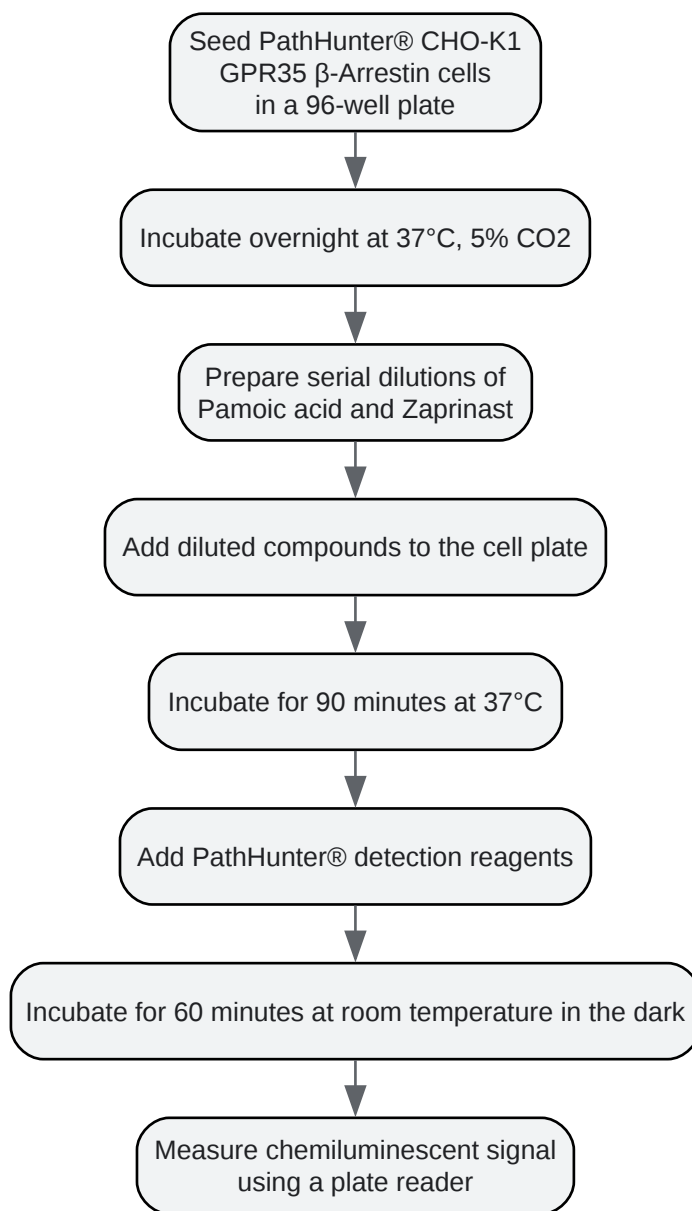 Seed PathHunter® CHO-K1
GPR35 β-Arrestin cells
in a 96-well plate
Incubate overnight at 37°C, 5% CO2
Prepare serial dilutions of
Pamoic acid and Zaprinast
Add diluted compounds to the cell plate
Incubate for 90 minutes at 37°C
Add PathHunter® detection reagents
Incubate for 60 minutes at room temperature in the dark
Measure chemiluminescent signal
using a plate reader